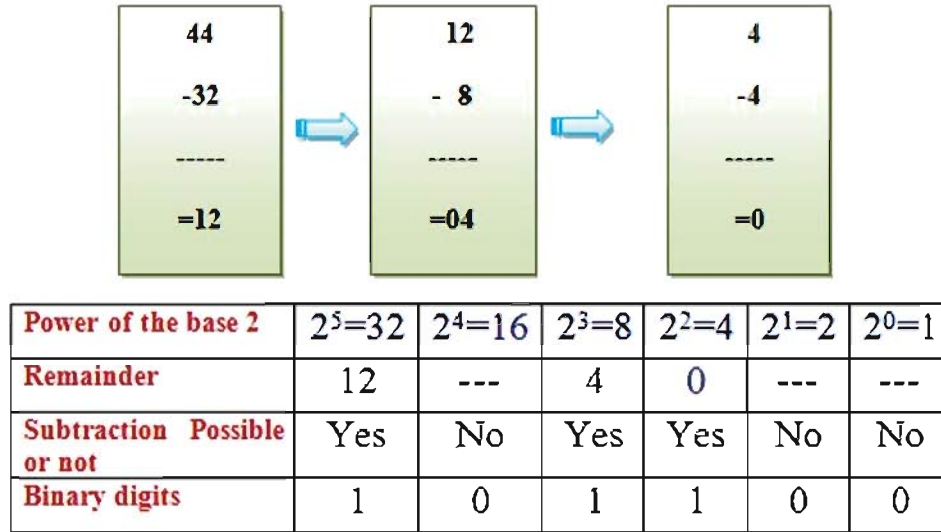 44
-32
-----
=12
12
- 8
-----
=04
4
-4
-----
=0
Power of the base 2 2⁵=32 2⁴=16 2³=8 2²=4 2¹=2 2⁰=1
Remainder 12 --- 4 0 --- ---
Subtraction Possible
or not Yes No Yes Yes No No
Binary digits 1 0 1 1 0 0